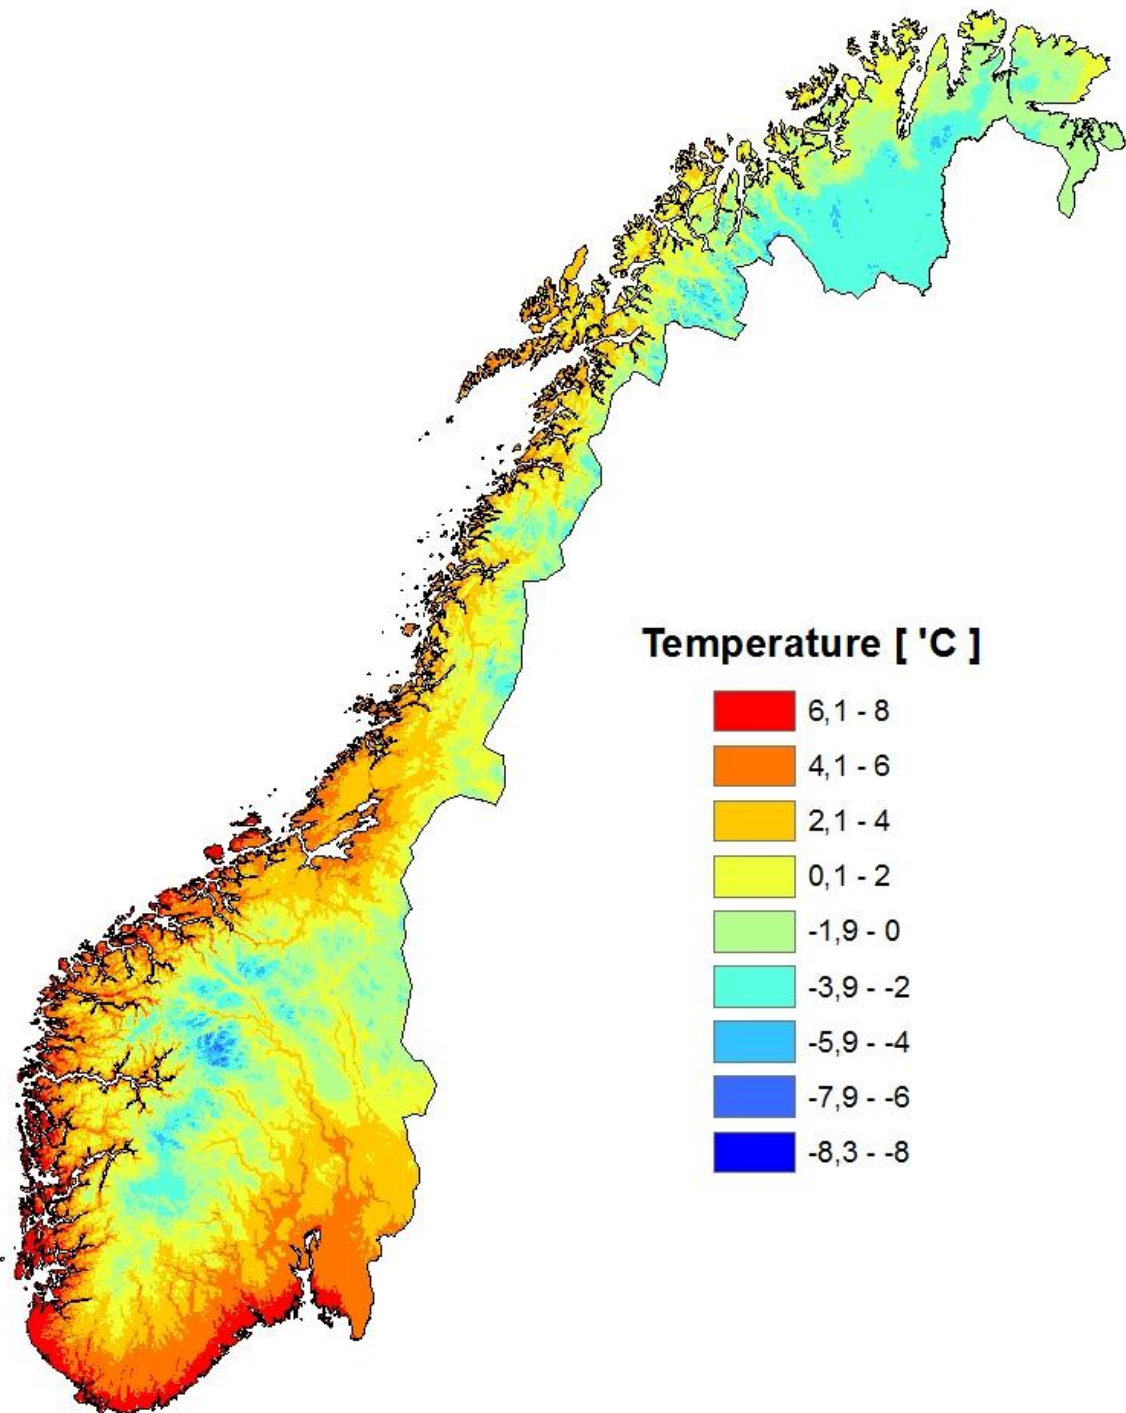 Temperature [ 'C ]
6,1 - 8
4,1 - 6
2,1 - 4
0,1 - 2
-1,9 - 0
-3,9 - -2
-5,9 - -4
-7,9 - -6
-8,3 - -8